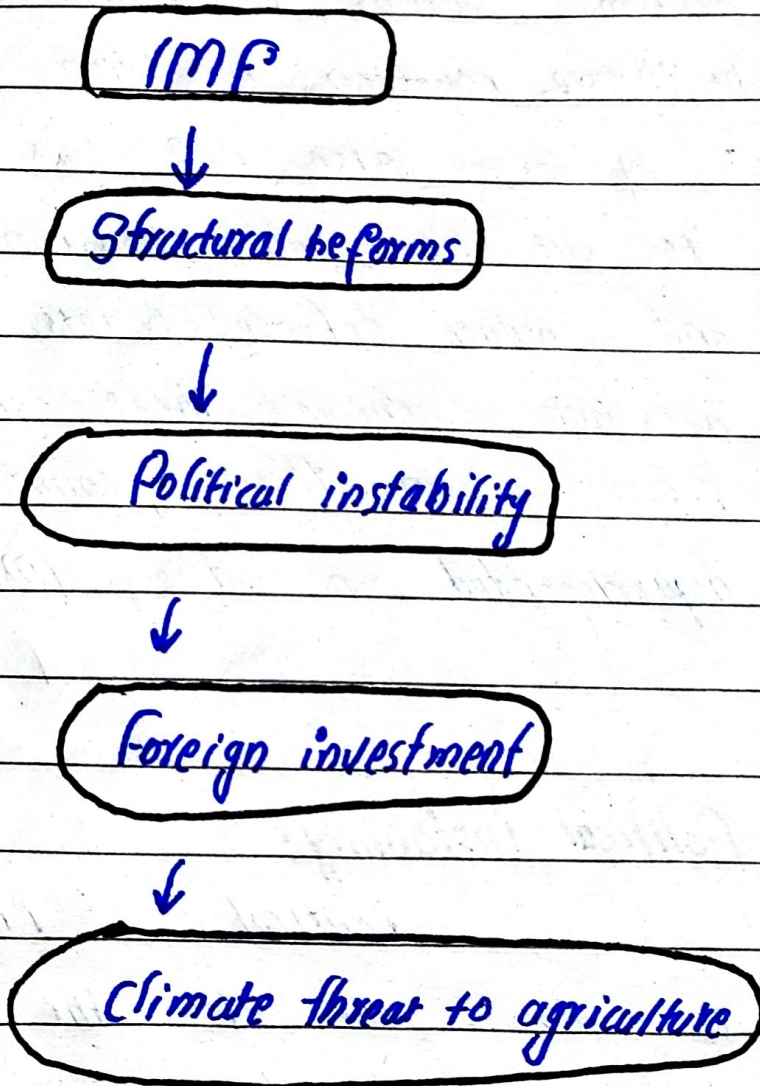 IMF
Structural Reforms
Political instability
Foreign investment
Climate threat to agriculture